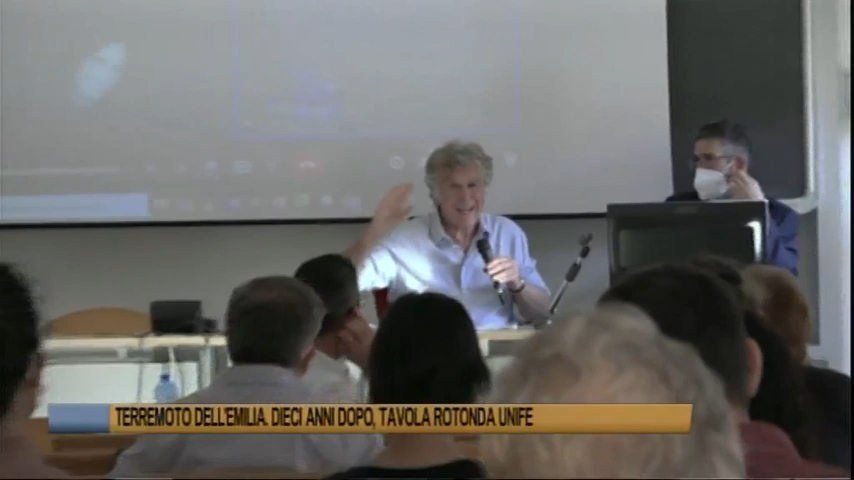 TERREMOTO DELL'EMILIA. DIECI ANNI DOPO, TAVOLA ROTONDA UNIFE